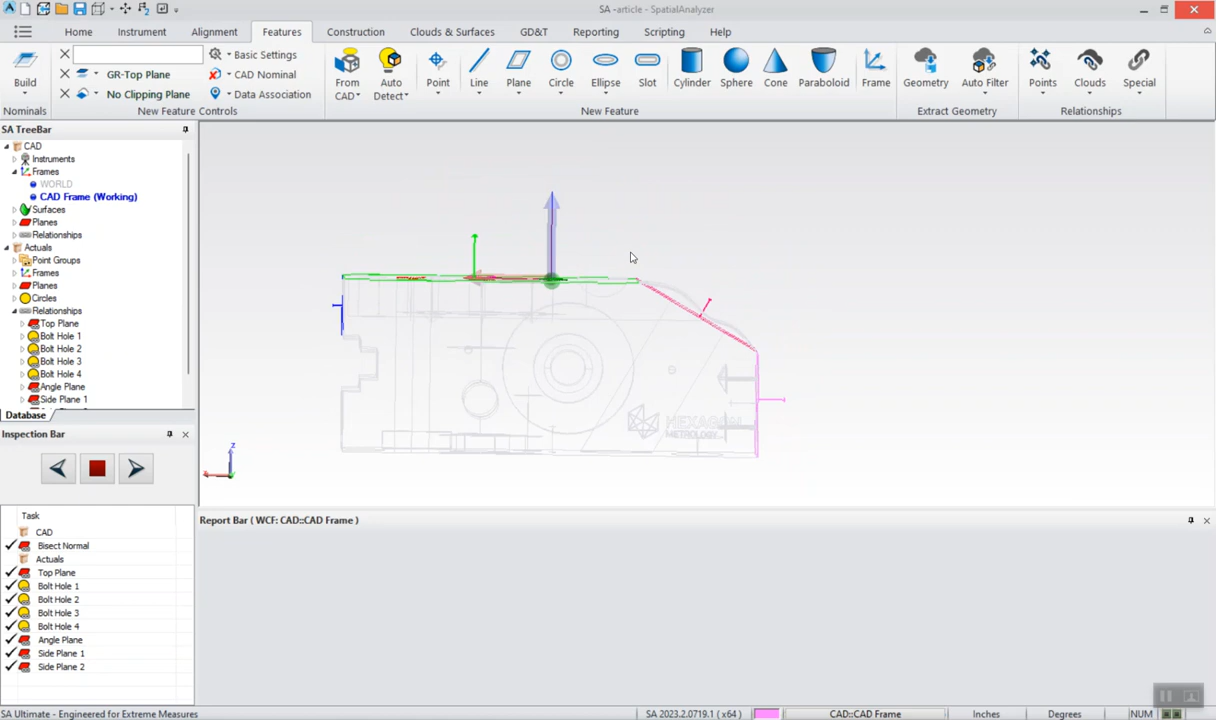 SA -article - SpatialAnalyzer
Home Instrument Alignment Features Construction Clouds & Surfaces GD&T Reporting Scripting Help
Build
Nominals
Basic Settings
GR-Top Plane
CAD Nominal
No Clipping Plane
Data Association
New Feature Controls
From CAD
Auto Detect
Point
Line
Plane
Circle
Ellipse
Slot
Cylinder
Sphere
Cone
Paraboloid
Frame
New Feature
Geometry
Auto Filter
Extract Geometry
Points
Clouds
Special
Relationships
SA TreeBar
CAD
Instruments
Frames
WORLD
CAD Frame (Working)
Surfaces
Planes
Relationships
Actuals
Point Groups
Frames
Planes
Circles
Relationships
Top Plane
Bolt Hole 1
Bolt Hole 2
Bolt Hole 3
Bolt Hole 4
Angle Plane
Side Plane 1
Database
Inspection Bar
Task
CAD
Bisect Normal
Actuals
Top Plane
Bolt Hole 1
Bolt Hole 2
Bolt Hole 3
Bolt Hole 4
Angle Plane
Side Plane 1
Side Plane 2
HEXAGON
METROLOGY
z
Report Bar ( WCF: CAD::CAD Frame )
SA Ultimate - Engineered for Extreme Measures
SA 2023.2.0719.1 ( x64 )
CAD::CAD Frame
Inches
Degrees
NUM